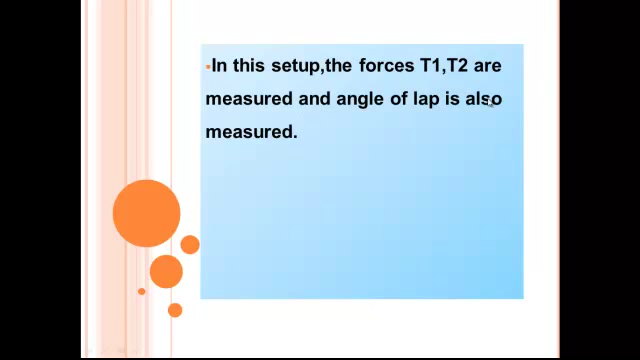 ▪In this setup,the forces T1,T2 are
measured and angle of lap is also
measured.